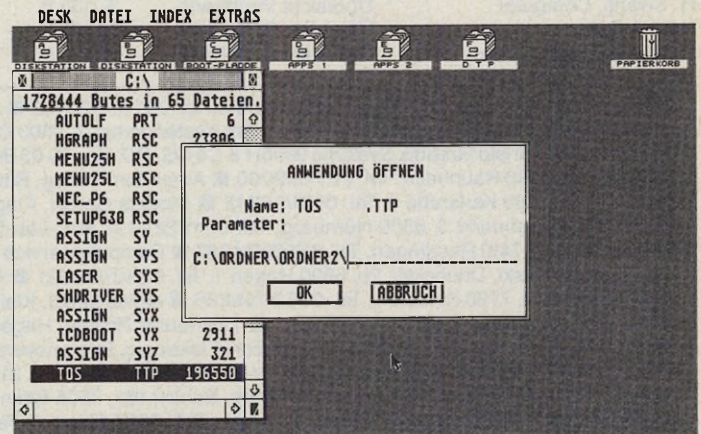 DESK DATEI INDEX EXTRAS
DISKSTATION DISKSTATION BOOT-PLADDE APPS 1 APPS 2 D T P PAPIERKORB
C:\
1728444 Bytes in 65 Dateien.
AUTOLF PRT 6
HGRAPH RSC
MENU25H RSC
MENU25L RSC
NEC_P6 RSC
SETUP630 RSC
ASSIGN SY
ASSIGN SYS
LASER SYS
SHDRIVER SYS
ASSIGN SYX
ICDBOOT SYX 2911
ASSIGN SYZ 321
TOS TTP 196550
ANWENDUNG ÖFFNEN
Name: TOS .TTP
Parameter:
C:\ORDNER\ORDNER2\
OK ABBRUCH